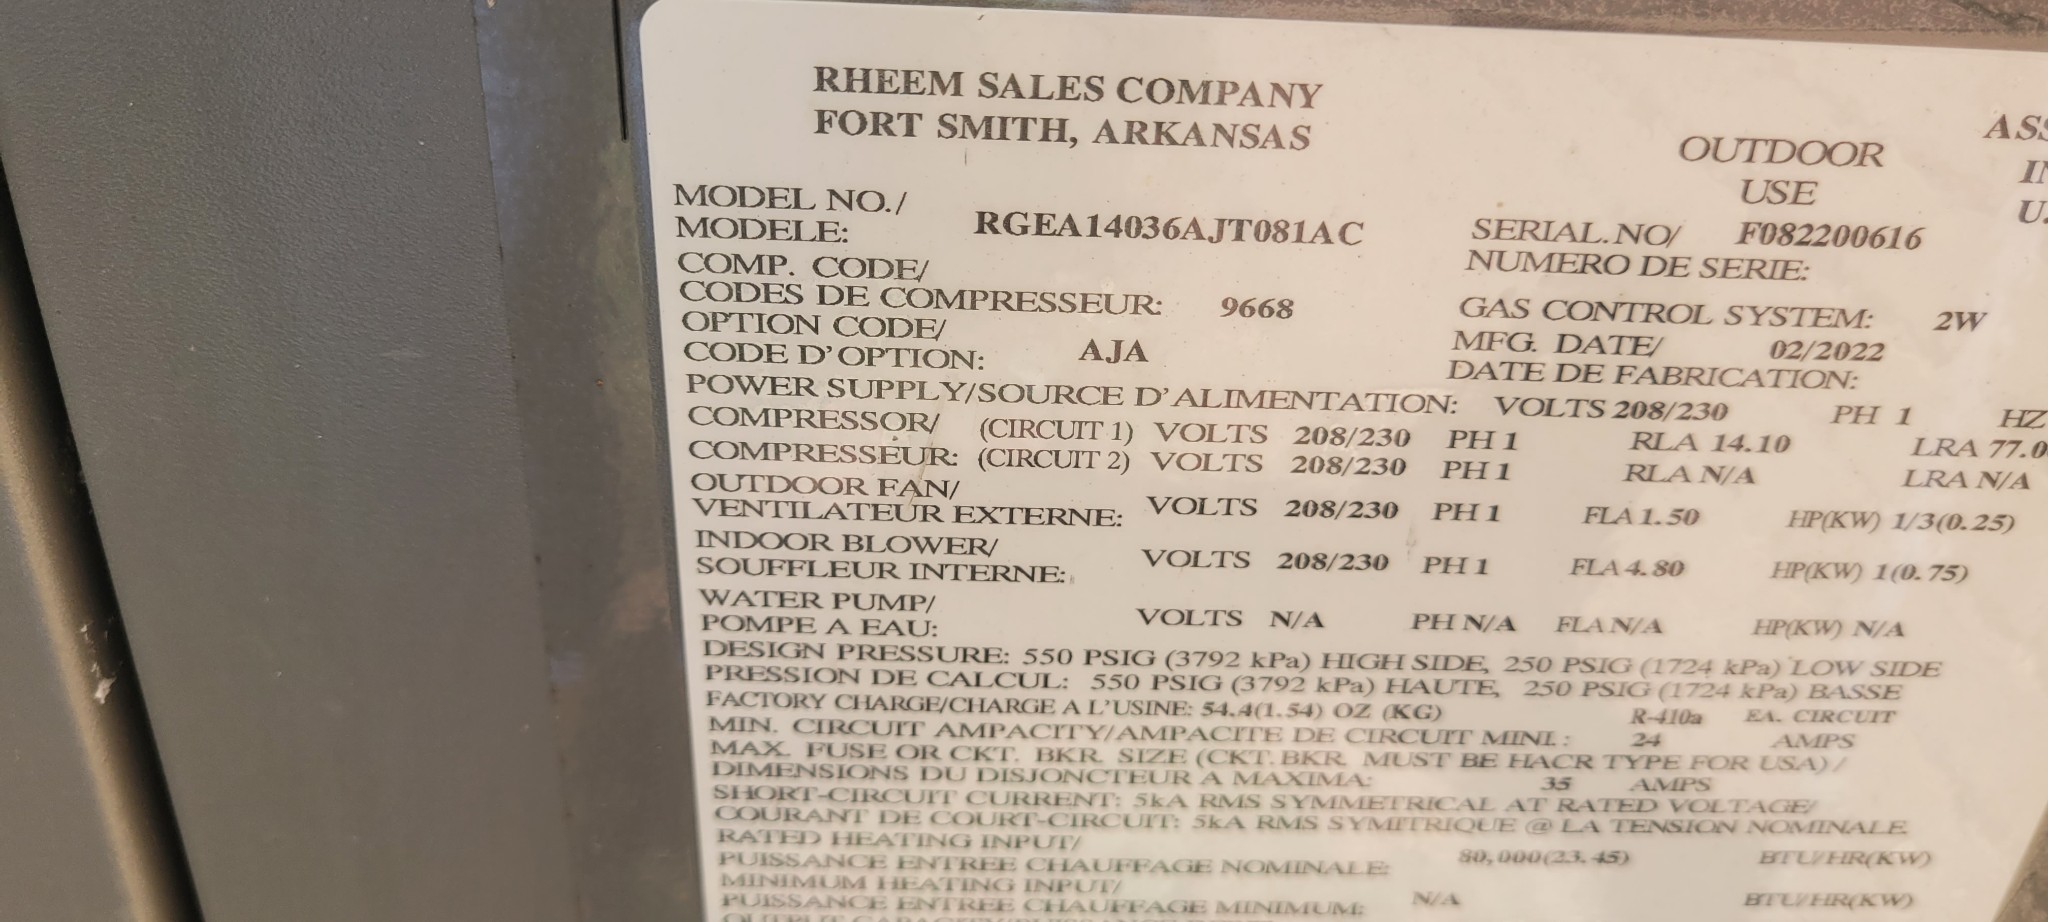 RHEEM SALES COMPANY
FORT SMITH, ARKANSAS
OUTDOOR
USE
MODEL NO./
MODELE: RGEA14036AJT081AC
SERIAL.NO/ F082200616
NUMERO DE SERIE:
COMP. CODE/
CODES DE COMPRESSEUR: 9668
GAS CONTROL SYSTEM: 2W
OPTION CODE/
CODE D'OPTION: AJA
MFG. DATE/ 02/2022
DATE DE FABRICATION:
POWER SUPPLY/SOURCE D'ALIMENTATION: VOLTS 208/230 PH 1 HZ
COMPRESSOR/ (CIRCUIT 1) VOLTS 208/230 PH 1 RLA 14.10 LRA 77.0
COMPRESSEUR: (CIRCUIT 2) VOLTS 208/230 PH 1 RLA N/A LRA N/A
OUTDOOR FAN/
VENTILATEUR EXTERNE: VOLTS 208/230 PH 1 FLA 1.50 HP(KW) 1/3(0.25)
INDOOR BLOWER/
SOUFFLEUR INTERNE: VOLTS 208/230 PH 1 FLA 4.80 HP(KW) 1(0.75)
WATER PUMP/
POMPE A EAU: VOLTS N/A PH N/A FLA N/A HP(KW) N/A
DESIGN PRESSURE: 550 PSIG (3792 kPa) HIGH SIDE, 250 PSIG (1724 kPa) LOW SIDE
PRESSION DE CALCUL: 550 PSIG (3792 kPa) HAUTE, 250 PSIG (1724 kPa) BASSE
FACTORY CHARGE/CHARGE A L'USINE: 54.4(1.54) OZ (KG) R-410a EA. CIRCUIT
MIN. CIRCUIT AMPACITY/AMPACITE DE CIRCUIT MINI.: 24 AMPS
MAX. FUSE OR CKT. BKR. SIZE (CKT. BKR. MUST BE HACR TYPE FOR USA)/
DIMENSIONS DU DISJONCTEUR A MAXIMA: 35 AMPS
SHORT-CIRCUIT CURRENT: 5kA RMS SYMMETRICAL AT RATED VOLTAGE/
COURANT DE COURT-CIRCUIT: 5kA RMS SYMITRIQUE @ LA TENSION NOMINALE
RATED HEATING INPUT/
PUISSANCE ENTREE CHAUFFAGE NOMINALE: 80,000(23.45) BTU/HR(KW)
MINIMUM HEATING INPUT/
PUISSANCE ENTREE CHAUFFAGE MINIMUM: N/A BTU/HR(KW)